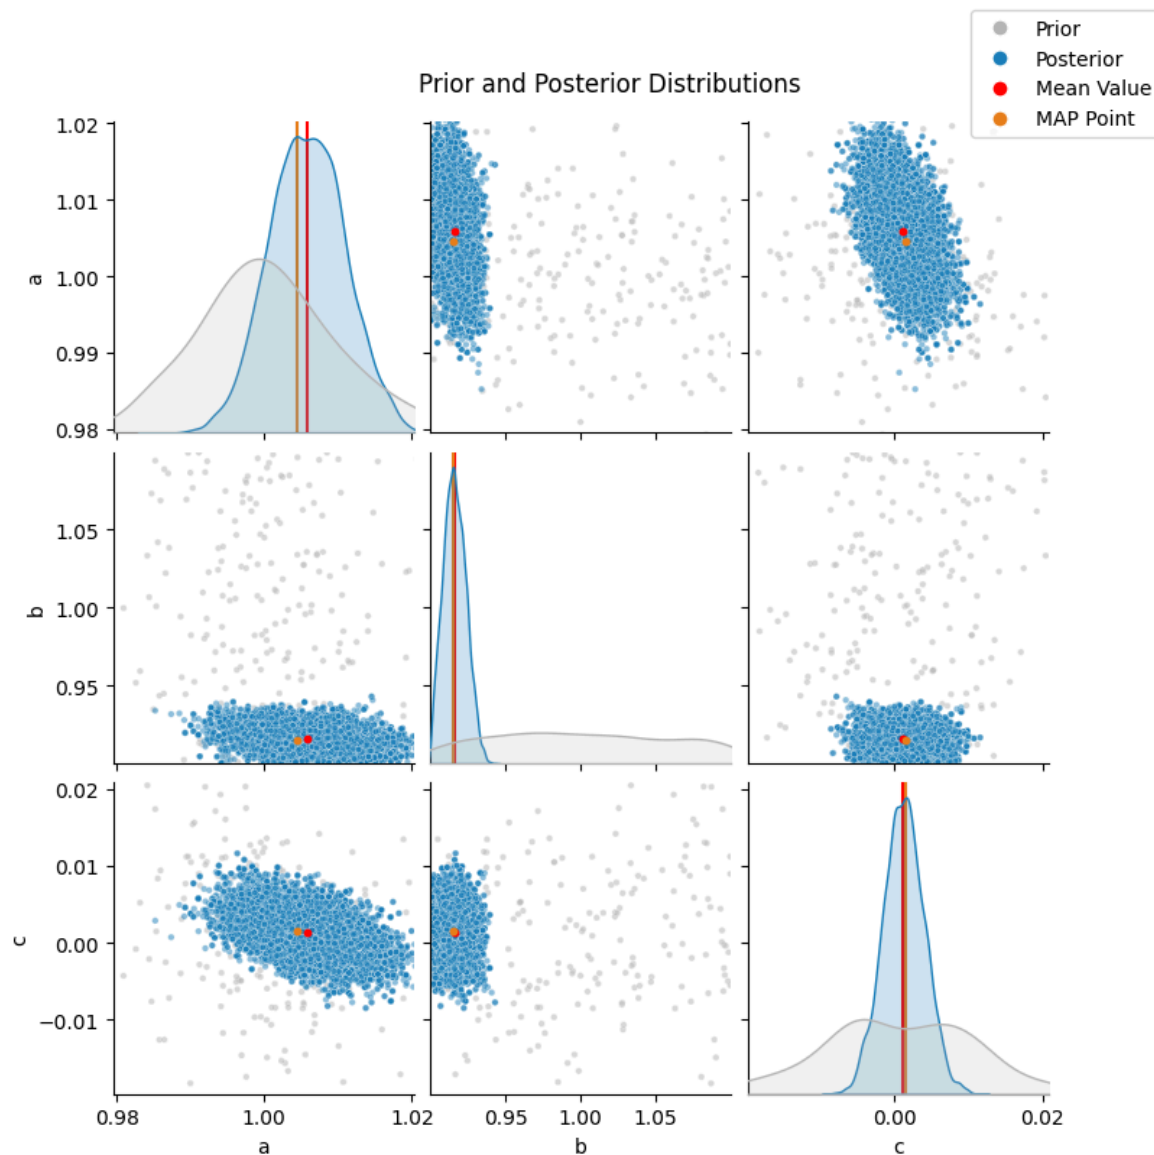 Prior
Posterior
Mean Value
MAP Point
Prior and Posterior Distributions
1.02
1.01
1.00
0.99
0.98
a
1.05
1.00
0.95
b
0.02
0.01
0.00
−0.01
c
0.98 1.00 1.02
0.95 1.00 1.05
0.00 0.02
a b c